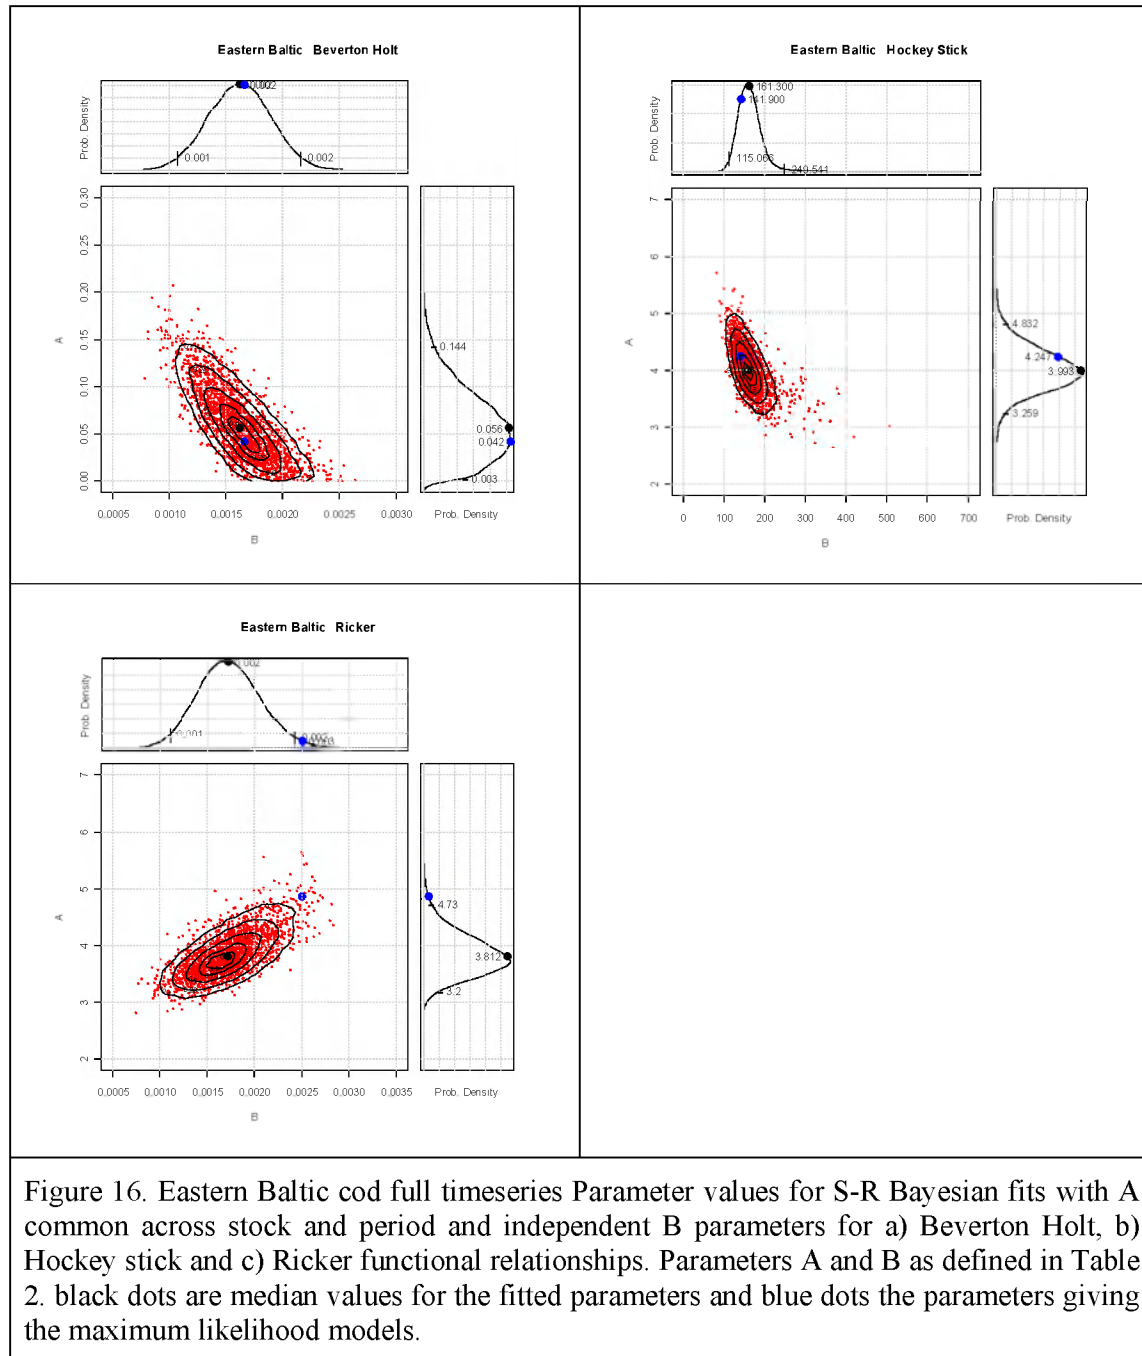 Eastern Baltic Beverton Holt
Prob. Density
0.002
0.001
0.002
A
0.00 0.05 0.10 0.15 0.20 0.25 0.30
0.144
0.056
0.042
0.003
0.0005 0.0010 0.0015 0.0020 0.0025 0.0030
Prob. Density
B
Eastern Baltic Hockey Stick
Prob. Density
161.300
141.900
115.066
249.541
A
2 3 4 5 6 7
4.832
4.247
3.993
3.259
0 100 200 300 400 500 600 700
Prob. Density
B
Eastern Baltic Ricker
Prob. Density
0.002
0.001
0.002
A
2 3 4 5 6 7
4.73
3.812
3.2
0.0005 0.0010 0.0015 0.0020 0.0025 0.0030 0.0035
Prob. Density
B
Figure 16. Eastern Baltic cod full timeseries Parameter values for S-R Bayesian fits with A
common across stock and period and independent B parameters for a) Beverton Holt, b)
Hockey stick and c) Ricker functional relationships. Parameters A and B as defined in Table
2. black dots are median values for the fitted parameters and blue dots the parameters giving
the maximum likelihood models.